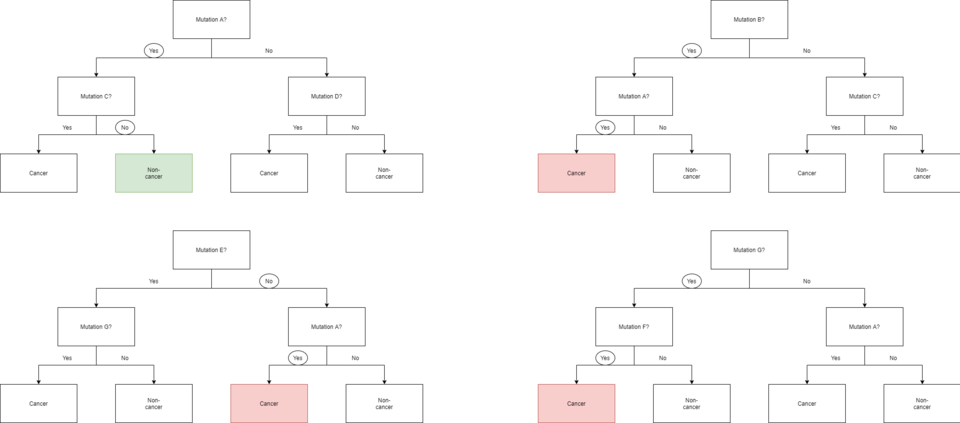 Mutation A?
Yes
No
Mutation C?
Mutation D?
Yes
No
Yes
No
Cancer
Non-
cancer
Cancer
Non-
cancer
Mutation B?
Yes
No
Mutation A?
Mutation C?
Yes
No
Yes
No
Cancer
Non-
cancer
Cancer
Non-
cancer
Mutation E?
Yes
No
Mutation G?
Mutation A?
Yes
No
Yes
No
Cancer
Non-
cancer
Cancer
Non-
cancer
Mutation G?
Yes
No
Mutation F?
Mutation A?
Yes
No
Yes
No
Cancer
Non-
cancer
Cancer
Non-
cancer